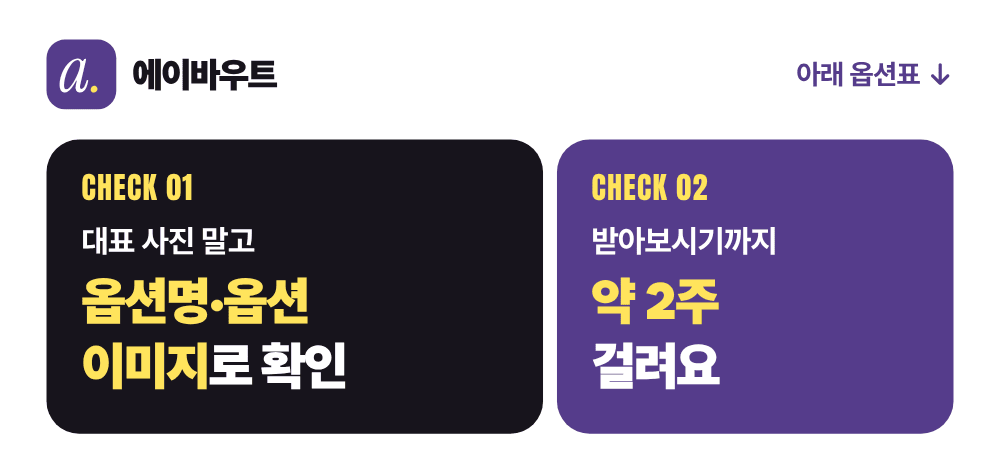 a. 에이바우트
아래 옵션표 ↓
CHECK 01
대표 사진 말고
옵션명·옵션
이미지로 확인
CHECK 02
받아보시기까지
약 2주
걸려요